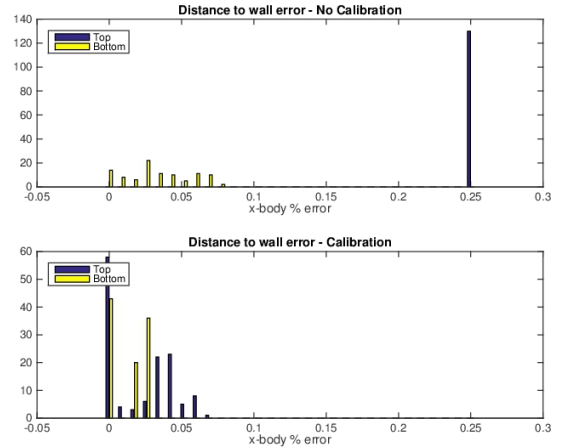 Distance to wall error - No Calibration
140
120
100
80
60
40
20
0
Top
Bottom
-0.05 0 0.05 0.1 0.15 0.2 0.25 0.3
x-body % error
Distance to wall error - Calibration
60
50
40
30
20
10
0
Top
Bottom
-0.05 0 0.05 0.1 0.15 0.2 0.25 0.3
x-body % error